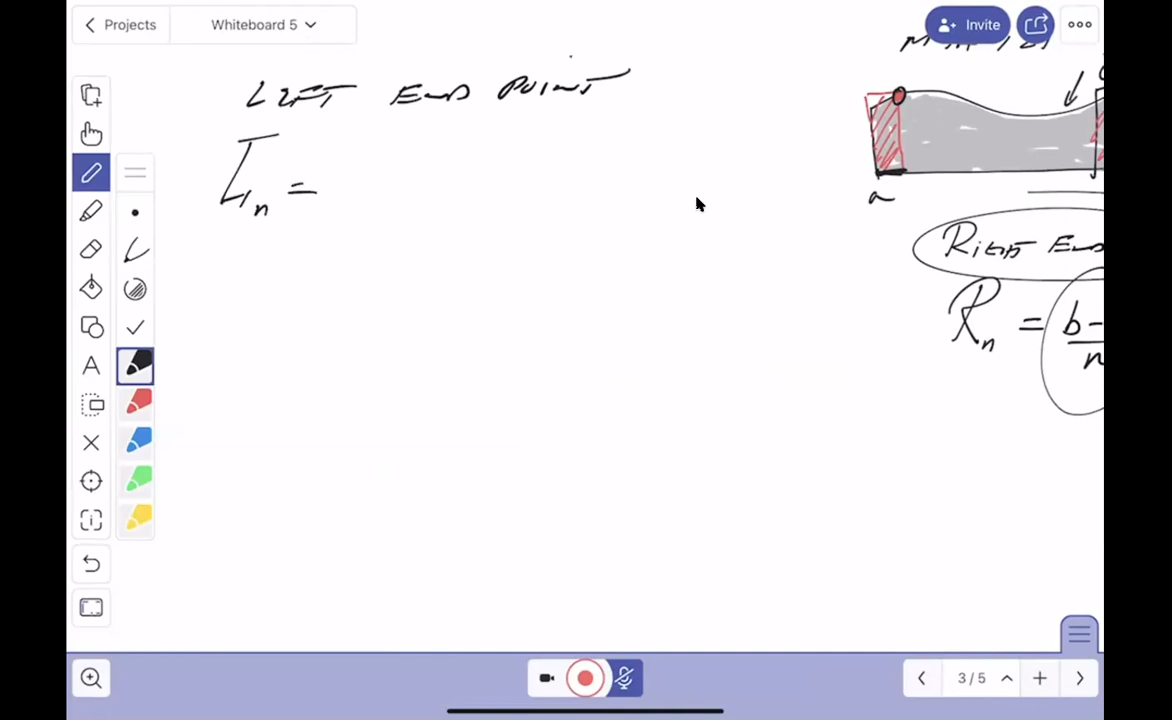 Projects
Whiteboard 5
Invite
LEFT END POINT
Lₙ =
a
RIGHT END
Rₙ = b-
n
A
3/5